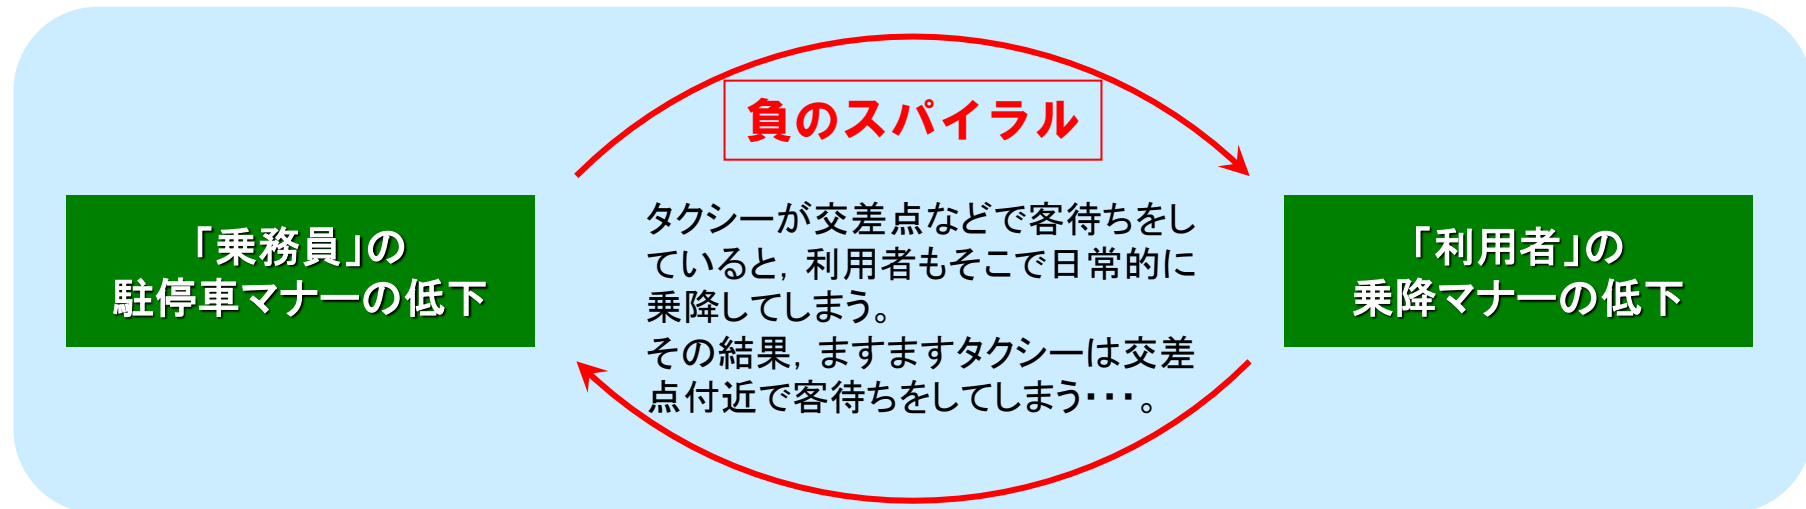 負のスパイラル
「乗務員」の
駐停車マナーの低下
タクシーが交差点などで客待ちをし
ていると，利用者もそこで日常的に
乗降してしまう。
その結果，ますますタクシーは交差
点付近で客待ちをしてしまう・・・。
「利用者」の
乗降マナーの低下